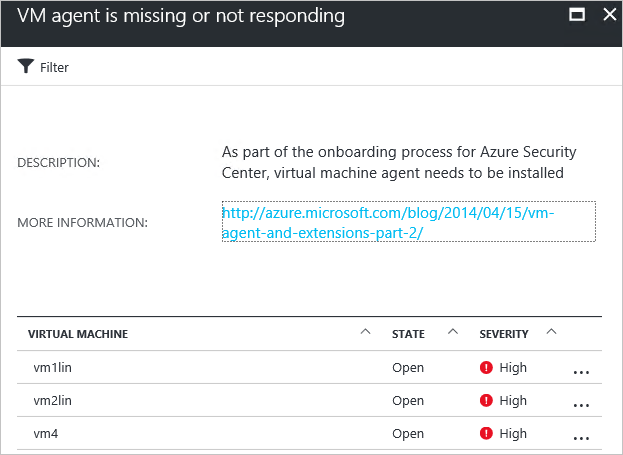 VM agent is missing or not responding
Filter
DESCRIPTION:
As part of the onboarding process for Azure Security
Center, virtual machine agent needs to be installed
MORE INFORMATION:
http://azure.microsoft.com/blog/2014/04/15/vm-
agent-and-extensions-part-2/
VIRTUAL MACHINE STATE SEVERITY
vm1lin Open High ...
vm2lin Open High ...
vm4 Open High ...